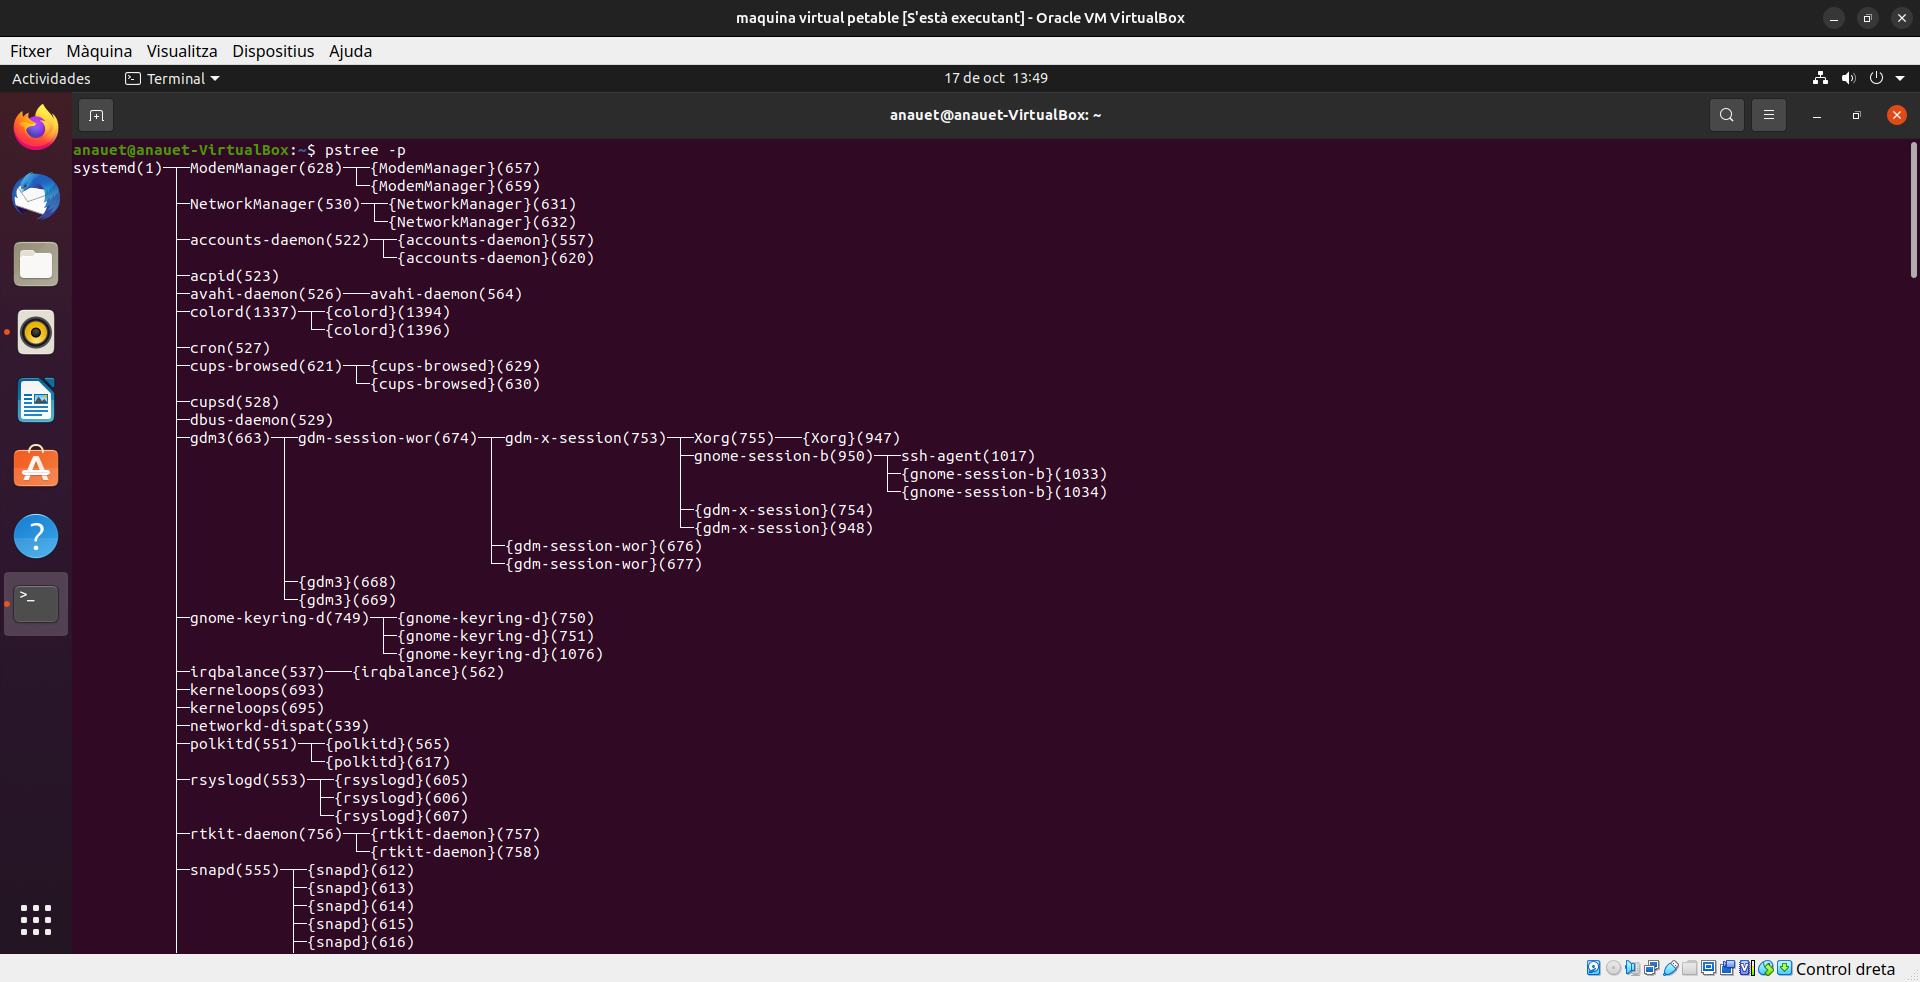 maquina virtual petable [S'està executant] - Oracle VM VirtualBox
Fitxer Màquina Visualitza Dispositius Ajuda
Actividades Terminal 17 de oct 13:49
anauet@anauet-VirtualBox: ~
anauet@anauet-VirtualBox:~$ pstree -p
systemd(1)─┬─ModemManager(628)─┬─{ModemManager}(657)
           │                   └─{ModemManager}(659)
           ├─NetworkManager(530)─┬─{NetworkManager}(631)
           │                     └─{NetworkManager}(632)
           ├─accounts-daemon(522)─┬─{accounts-daemon}(557)
           │                      └─{accounts-daemon}(620)
           ├─acpid(523)
           ├─avahi-daemon(526)───avahi-daemon(564)
           ├─colord(1337)─┬─{colord}(1394)
           │              └─{colord}(1396)
           ├─cron(527)
           ├─cups-browsed(621)─┬─{cups-browsed}(629)
           │                   └─{cups-browsed}(630)
           ├─cupsd(528)
           ├─dbus-daemon(529)
           ├─gdm3(663)─┬─gdm-session-wor(674)─┬─gdm-x-session(753)─┬─Xorg(755)───{Xorg}(947)
           │           │                      │                    ├─gnome-session-b(950)─┬─ssh-agent(1017)
           │           │                      │                    │                      ├─{gnome-session-b}(1033)
           │           │                      │                    │                      └─{gnome-session-b}(1034)
           │           │                      │                    ├─{gdm-x-session}(754)
           │           │                      │                    └─{gdm-x-session}(948)
           │           │                      ├─{gdm-session-wor}(676)
           │           │                      └─{gdm-session-wor}(677)
           │           ├─{gdm3}(668)
           │           └─{gdm3}(669)
           ├─gnome-keyring-d(749)─┬─{gnome-keyring-d}(750)
           │                      ├─{gnome-keyring-d}(751)
           │                      └─{gnome-keyring-d}(1076)
           ├─irqbalance(537)───{irqbalance}(562)
           ├─kerneloops(693)
           ├─kerneloops(695)
           ├─networkd-dispat(539)
           ├─polkitd(551)─┬─{polkitd}(565)
           │              └─{polkitd}(617)
           ├─rsyslogd(553)─┬─{rsyslogd}(605)
           │               ├─{rsyslogd}(606)
           │               └─{rsyslogd}(607)
           ├─rtkit-daemon(756)─┬─{rtkit-daemon}(757)
           │                   └─{rtkit-daemon}(758)
           ├─snapd(555)─┬─{snapd}(612)
           │            ├─{snapd}(613)
           │            ├─{snapd}(614)
           │            ├─{snapd}(615)
           │            ├─{snapd}(616)
Control dreta